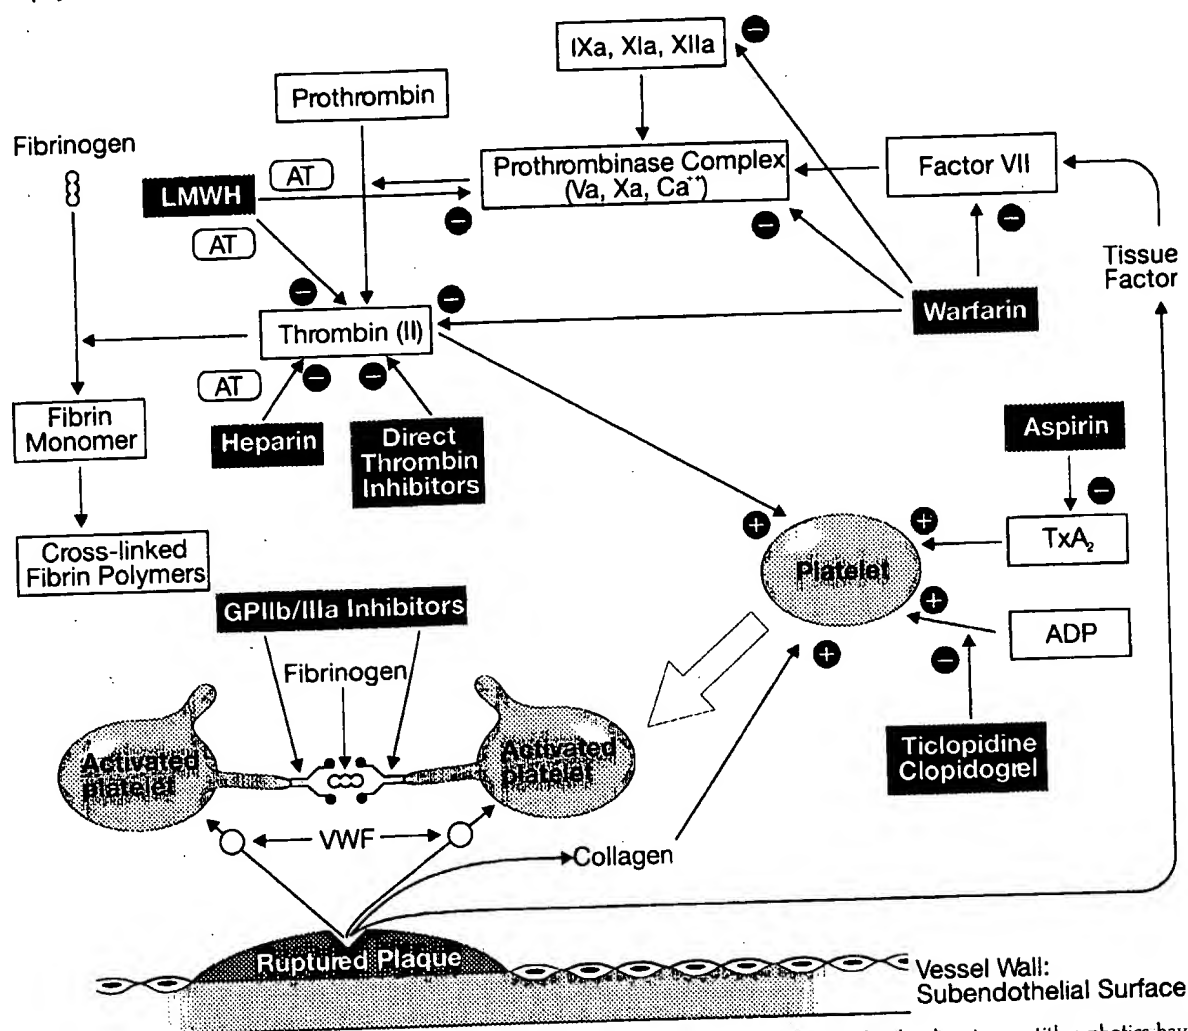 IXa, XIa, XIIa
−
Prothrombin
Fibrinogen
LMWH
AT
Prothrombinase Complex
(Va, Xa, Ca⁺⁺)
Factor VII
−
−
−
AT
Tissue
Factor
−
−
Warfarin
Thrombin (II)
AT
−
−
Fibrin
Monomer
Heparin
Direct
Thrombin
Inhibitors
Aspirin
−
Cross-linked
Fibrin Polymers
+
Platelet
+
TxA₂
GPIIb/IIIa Inhibitors
+
ADP
+
−
Fibrinogen
Activated
platelet
Activated
platelet
Ticlopidine
Clopidogrel
VWF
Collagen
Ruptured Plaque
Vessel Wall:
Subendothelial Surface